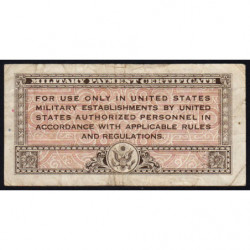 MILITARY PAYMENT CERTIFICATE
FOR USE ONLY IN UNITED STATES
MILITARY ESTABLISHMENTS BY UNITED
STATES AUTHORIZED PERSONNEL IN
ACCORDANCE WITH APPLICABLE RULES
AND REGULATIONS.